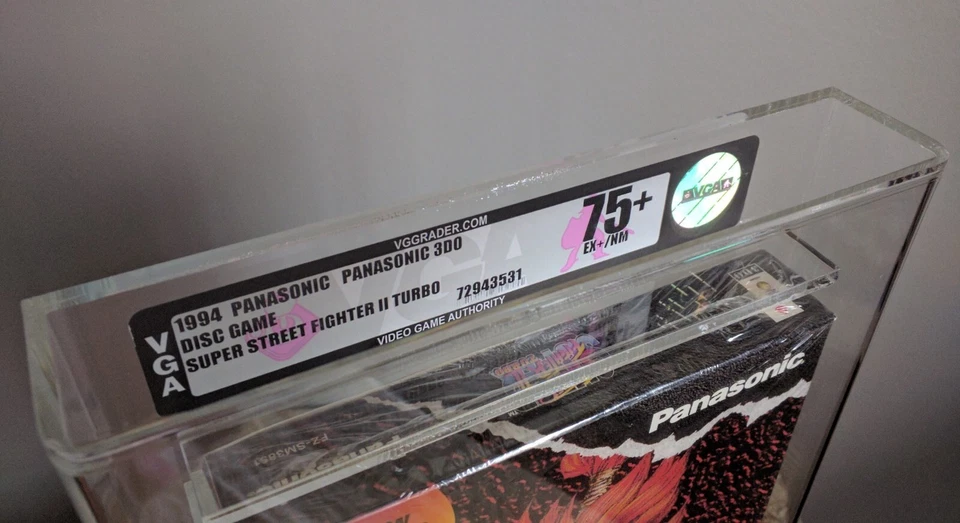 VGGRADER.COM
1994 PANASONIC PANASONIC 3DO
DISC GAME
SUPER STREET FIGHTER II TURBO 72943531
75+
EX+/NM
VGA
VIDEO GAME AUTHORITY
VGA
Panasonic